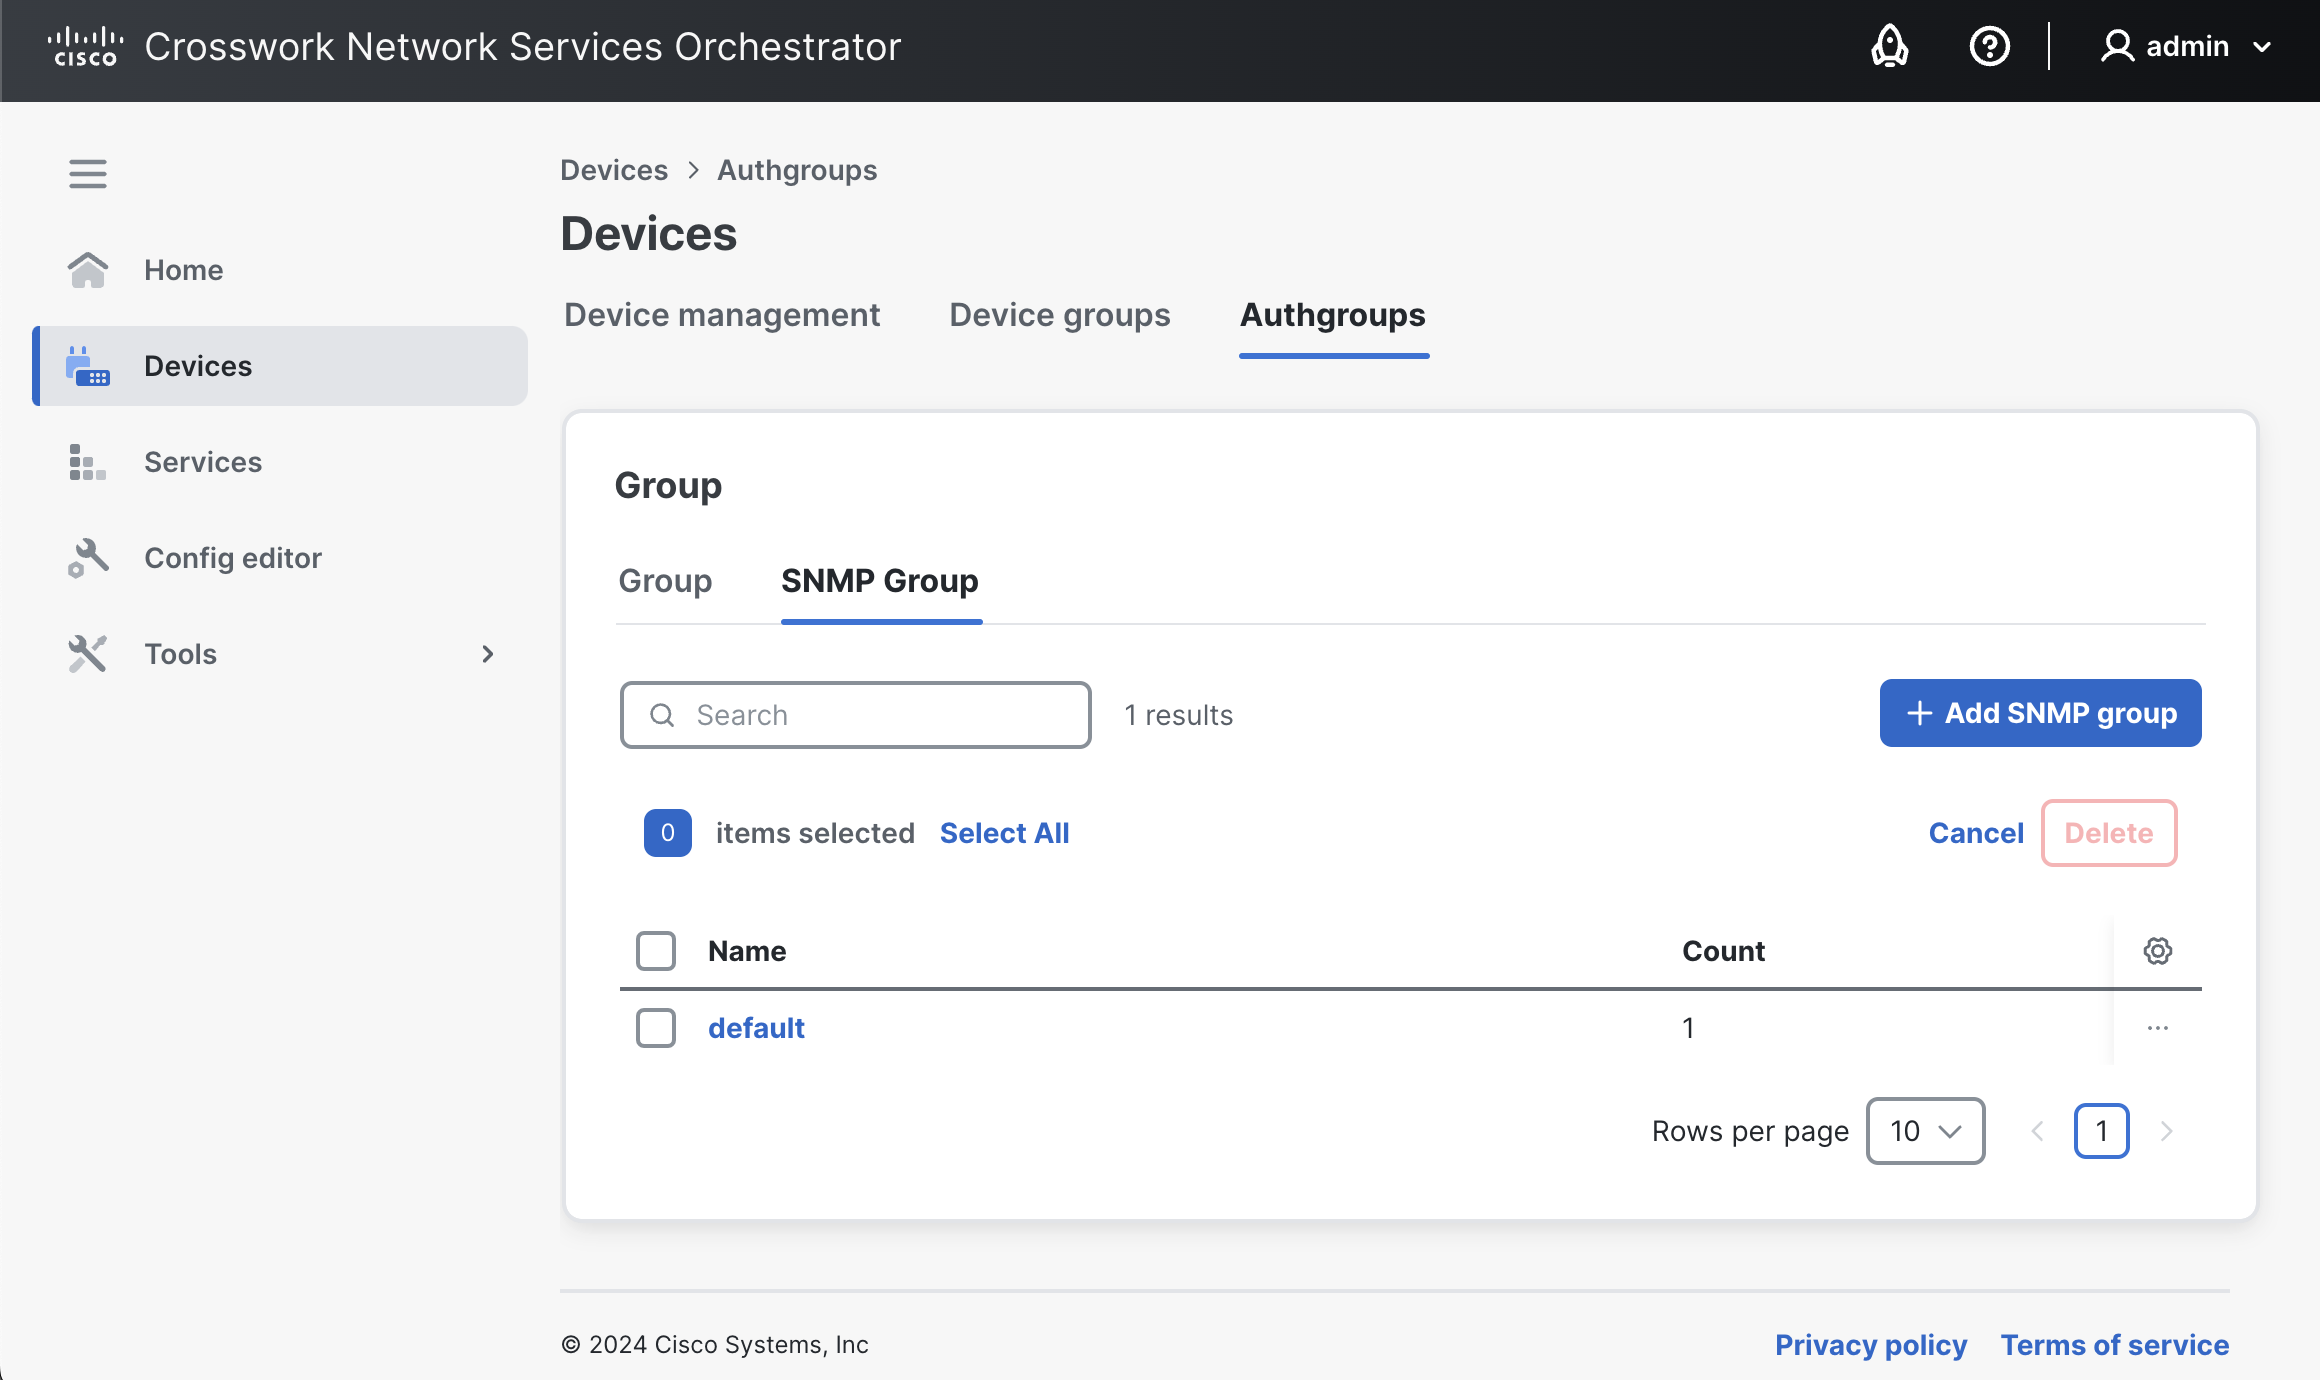 CISCO Crosswork Network Services Orchestrator
admin
Devices > Authgroups
Devices
Home
Devices
Services
Config editor
Tools
Device management Device groups Authgroups
Group
Group SNMP Group
Search 1 results + Add SNMP group
0 items selected Select All Cancel Delete
Name Count
default 1 ...
Rows per page 10 1
© 2024 Cisco Systems, Inc Privacy policy Terms of service